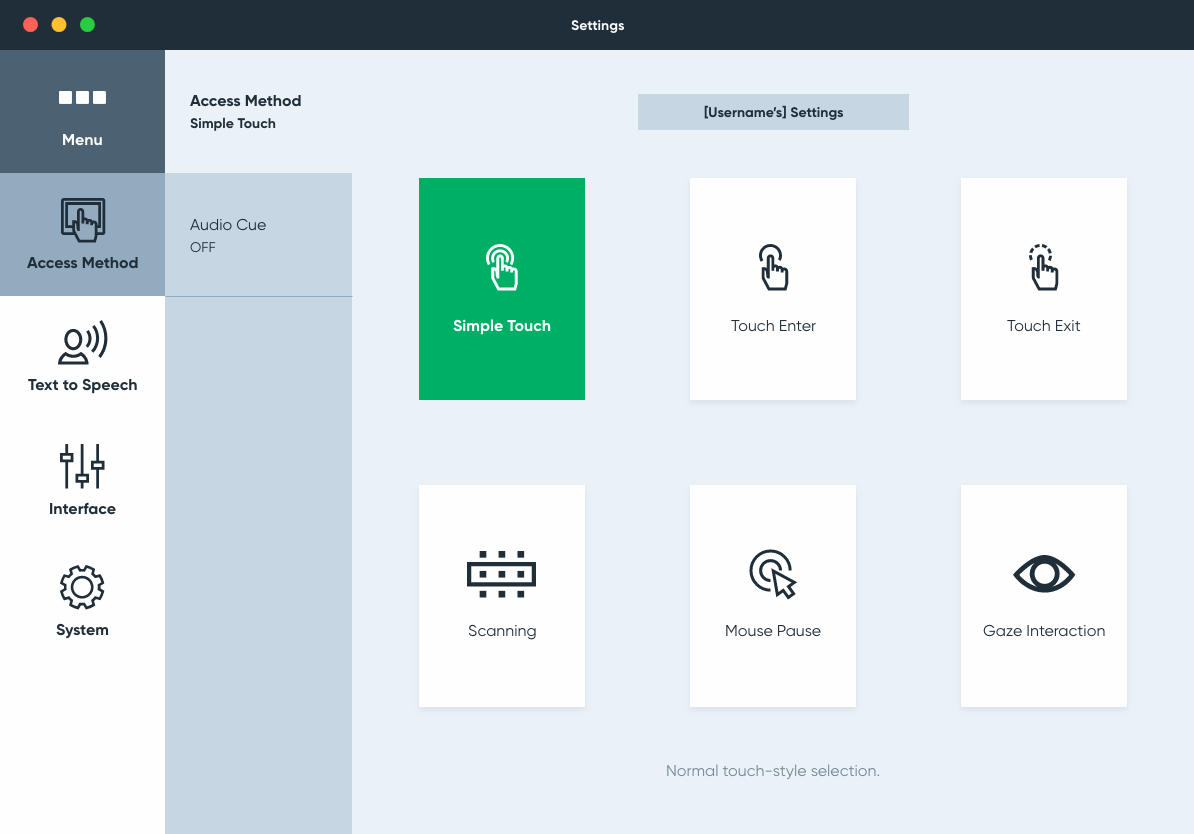 Settings
Menu
Access Method
Text to Speech
Interface
System
Access Method
Simple Touch
Audio Cue
OFF
[Username’s] Settings
Simple Touch
Touch Enter
Touch Exit
Scanning
Mouse Pause
Gaze Interaction
Normal touch-style selection.